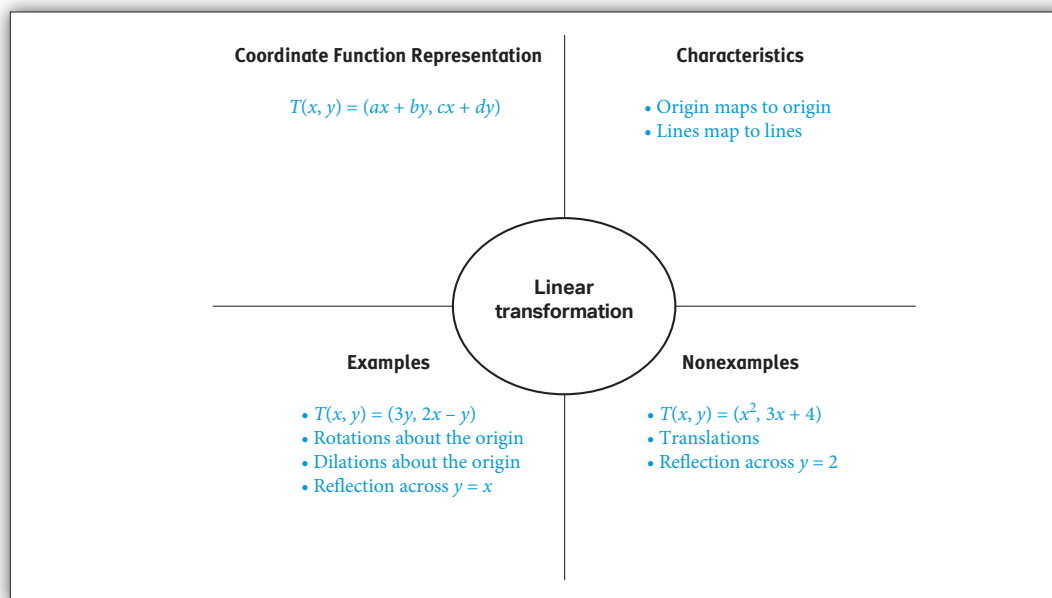 Coordinate Function Representation
T(x, y) = (ax + by, cx + dy)
Characteristics
• Origin maps to origin
• Lines map to lines
Linear
transformation
Examples
• T(x, y) = (3y, 2x – y)
• Rotations about the origin
• Dilations about the origin
• Reflection across y = x
Nonexamples
• T(x, y) = (x², 3x + 4)
• Translations
• Reflection across y = 2